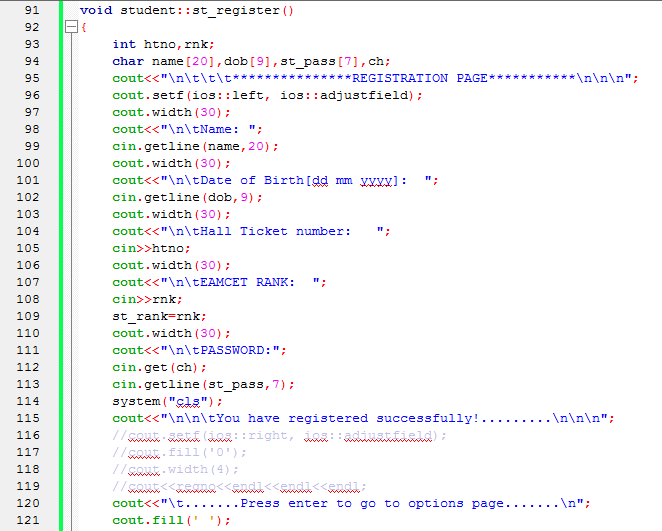 91 void student::st_register()
92 {
93 int htno,rnk;
94 char name[20],dob[9],st_pass[7],ch;
95 cout<<"\n\t\t\t***************REGISTRATION PAGE***********\n\n\n";
96 cout.setf(ios::left, ios::adjustfield);
97 cout.width(30);
98 cout<<"\n\tName: ";
99 cin.getline(name,20);
100 cout.width(30);
101 cout<<"\n\tDate of Birth[dd mm yyyy]:  ";
102 cin.getline(dob,9);
103 cout.width(30);
104 cout<<"\n\tHall Ticket number:   ";
105 cin>>htno;
106 cout.width(30);
107 cout<<"\n\tEAMCET RANK:  ";
108 cin>>rnk;
109 st_rank=rnk;
110 cout.width(30);
111 cout<<"\n\tPASSWORD:";
112 cin.get(ch);
113 cin.getline(st_pass,7);
114 system("cls");
115 cout<<"\n\n\tYou have registered successfully!.........\n\n\n";
116 //cout.setf(ios::right, ios::adjustfield);
117 //cout.fill('0');
118 //cout.width(4);
119 //cout<<regno<<endl<<endl<<endl;
120 cout<<"\t.......Press enter to go to options page.......\n";
121 cout.fill(' ');